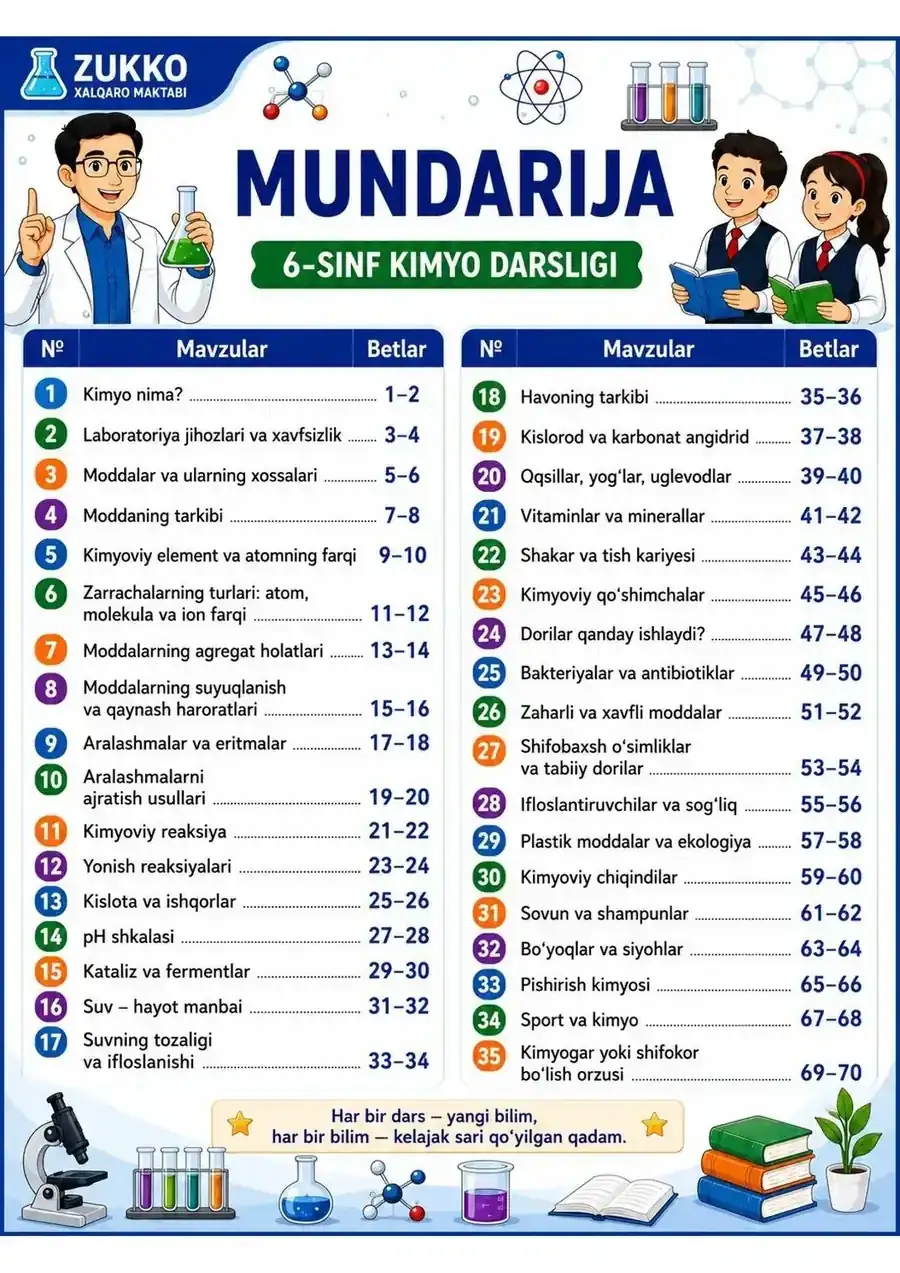 ZUKKO
XALQARO MAKTABI
MUNDARIJA
6-SINF KIMYO DARSLIGI
№ Mavzular Betlar
1 Kimyo nima? 1–2
2 Laboratoriya jihozlari va xavfsizlik 3–4
3 Moddalar va ularning xossalari 5–6
4 Moddaning tarkibi 7–8
5 Kimyoviy element va atomning farqi 9–10
6 Zarrachalarning turlari: atom,
molekula va ion farqi 11–12
7 Moddalarning agregat holatlari 13–14
8 Moddalarning suyuqlanish
va qaynash haroratlari 15–16
9 Aralashmalar va eritmalar 17–18
10 Aralashmalarni
ajratish usullari 19–20
11 Kimyoviy reaksiya 21–22
12 Yonish reaksiyalari 23–24
13 Kislota va ishqorlar 25–26
14 pH shkalasi 27–28
15 Kataliz va fermentlar 29–30
16 Suv – hayot manbai 31–32
17 Suvning tozaligi
va ifloslanishi 33–34
№ Mavzular Betlar
18 Havoning tarkibi 35–36
19 Kislorod va karbonat angidrid 37–38
20 Oqsillar, yog‘lar, uglevodlar 39–40
21 Vitaminlar va minerallar 41–42
22 Shakar va tish kariyesi 43–44
23 Kimyoviy qo‘shimchalar 45–46
24 Dorilar qanday ishlaydi? 47–48
25 Bakteriyalar va antibiotiklar 49–50
26 Zaharli va xavfli moddalar 51–52
27 Shifobaxsh o‘simliklar
va tabiiy dorilar 53–54
28 Ifloslantiruvchilar va sog‘liq 55–56
29 Plastik moddalar va ekologiya 57–58
30 Kimyoviy chiqindilar 59–60
31 Sovun va shampunlar 61–62
32 Bo‘yoqlar va siyohlar 63–64
33 Pishirish kimyosi 65–66
34 Sport va kimyo 67–68
35 Kimyogar yoki shifokor
bo‘lish orzusi 69–70
Har bir dars – yangi bilim,
har bir bilim – kelajak sari qo‘yilgan qadam.